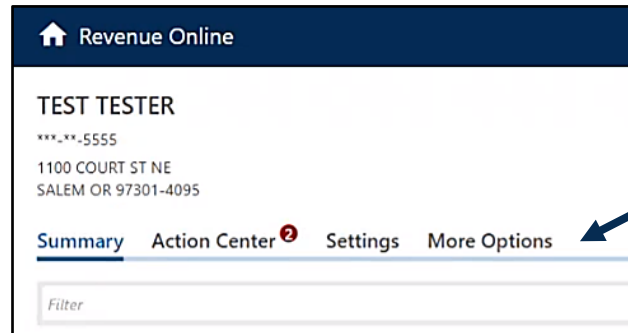 Revenue Online
TEST TESTER
***-**-5555
1100 COURT ST NE
SALEM OR 97301-4095
Summary Action Center 2 Settings More Options
Filter